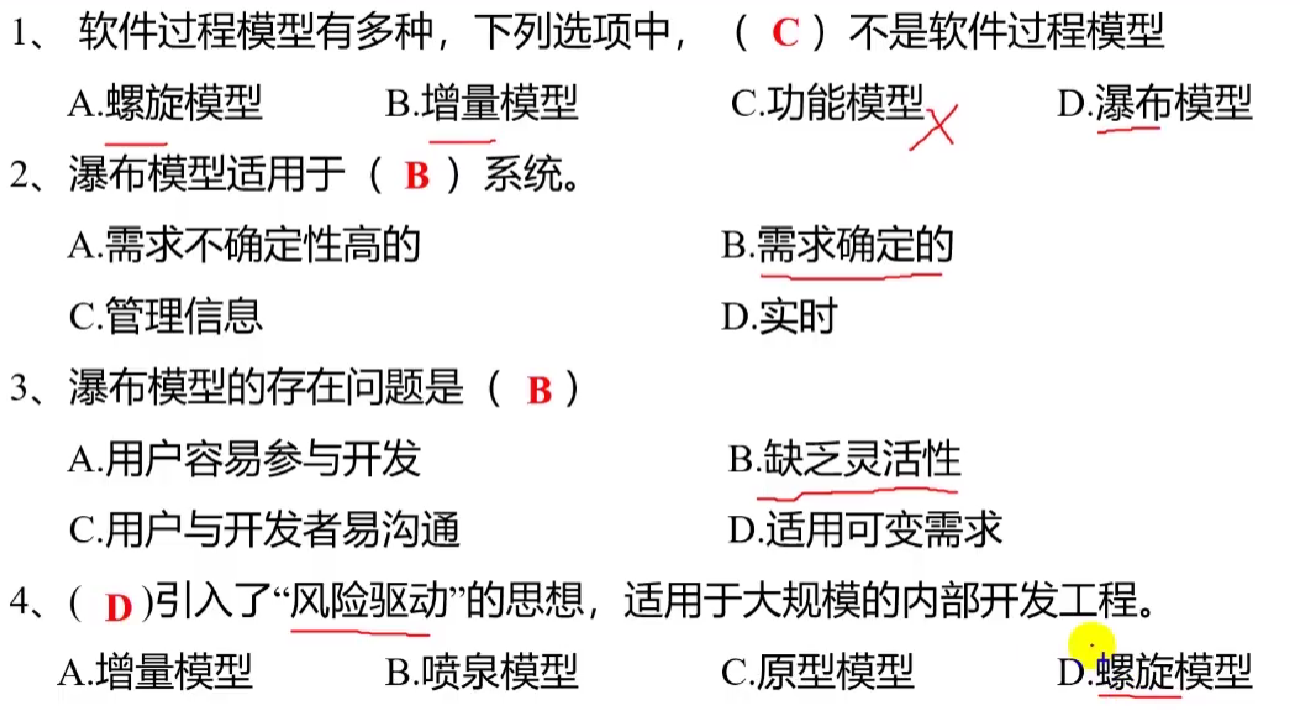 1、 软件过程模型有多种，下列选项中，（ C ）不是软件过程模型
A.螺旋模型 B.增量模型 C.功能模型 D.瀑布模型
2、瀑布模型适用于（ B ）系统。
A.需求不确定性高的 B.需求确定的
C.管理信息 D.实时
3、瀑布模型的存在问题是（ B ）
A.用户容易参与开发 B.缺乏灵活性
C.用户与开发者易沟通 D.适用可变需求
4、( D )引入了“风险驱动”的思想，适用于大规模的内部开发工程。
A.增量模型 B.喷泉模型 C.原型模型 D.螺旋模型